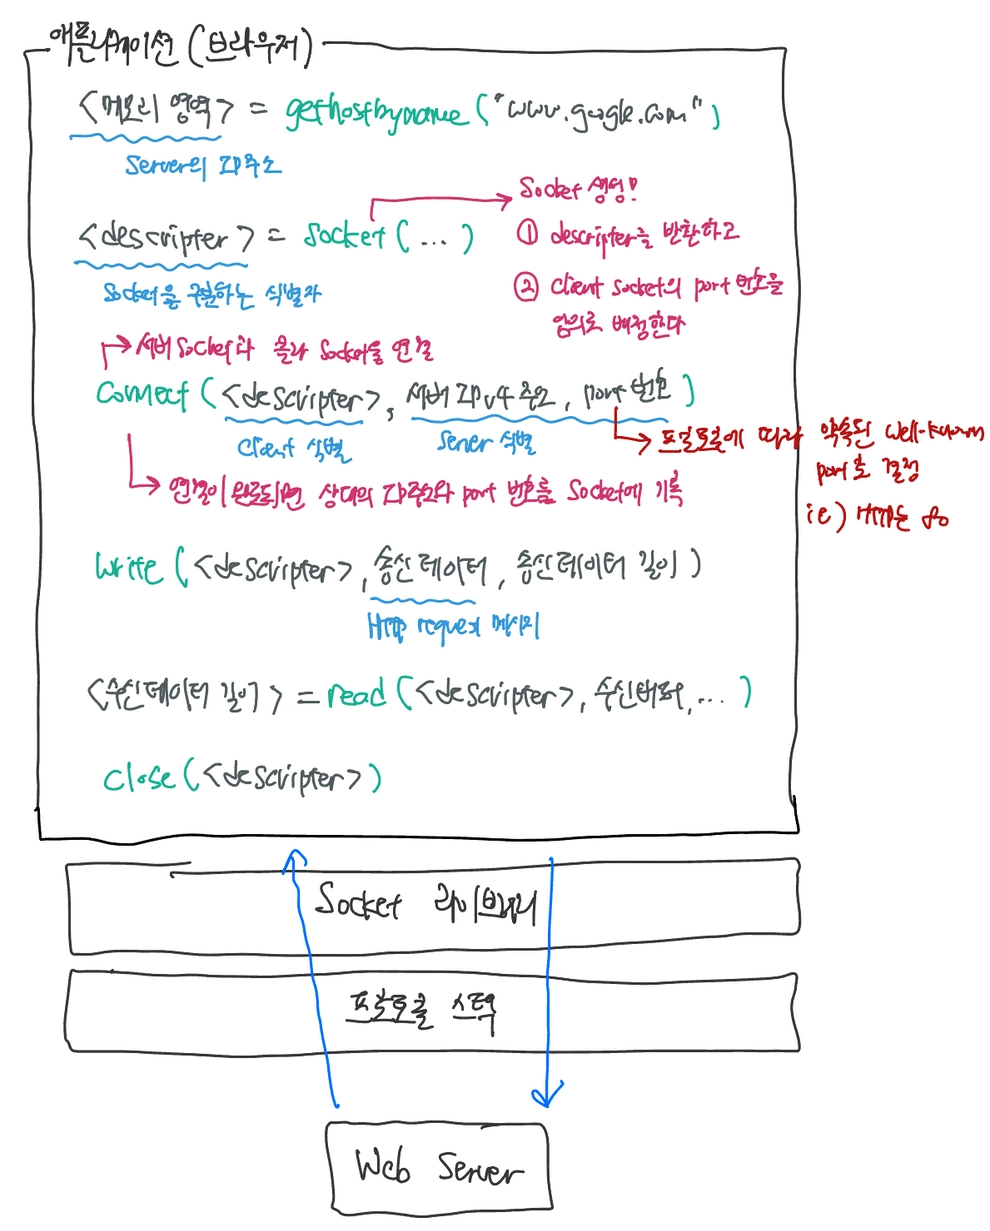 애플리케이션 (브라우저)
<메모리 영역> = gethostbyname ("www.google.com")
Server의 IP주소
Socket 생성!
<descripter> = Socket ( ... )
① descripter를 반환하고
② Client Socket의 port 번호를
임의로 배정한다
Socket을 구분하는 식별자
서버 Socket과 클라 Socket을 연결
Connect ( <descripter>, 서버 IPv4 주소, port 번호 )
Client 식별
Server 식별
프로토콜에 따라 약속된 Well-known
port로 결정
ie) HTTP는 80
연결이 완료되면 상대의 IP주소와 port 번호를 Socket에 기록
Write ( <descripter>, 송신 데이터, 송신데이터 길이 )
Http request 메시지
<수신데이터 길이> = read ( <descripter>, 수신버퍼, ... )
Close ( <descripter> )
Socket 라이브러리
프로토콜 스택
Web Server